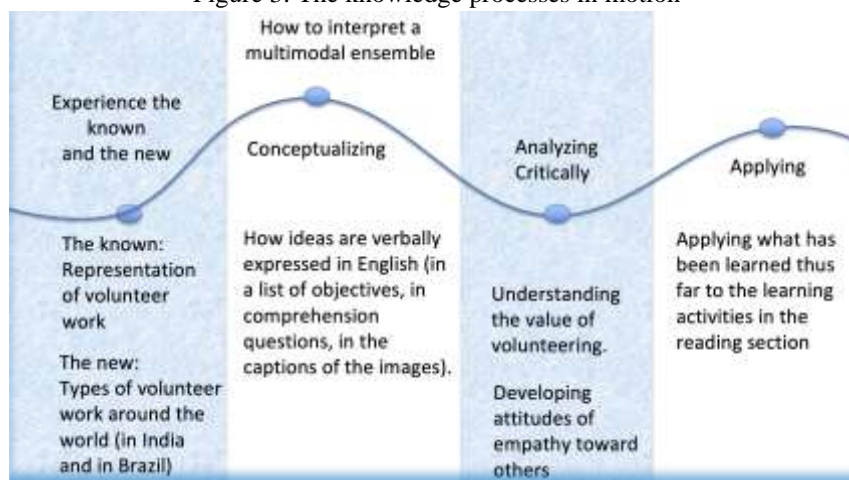 Figure 3: The knowledge processes in motion
How to interpret a
multimodal ensemble
Experience the
known
and the new
Conceptualizing
Analyzing
Critically
Applying
The known:
Representation
of volunteer
work
The new:
Types of volunteer
work around the
world (in India
and in Brazil)
How ideas are verbally
expressed in English (in
a list of objectives, in
comprehension
questions, in the
captions of the images).
Understanding
the value of
volunteering.
Developing
attitudes of
empathy toward
others
Applying what has
been learned thus
far to the learning
activities in the
reading section